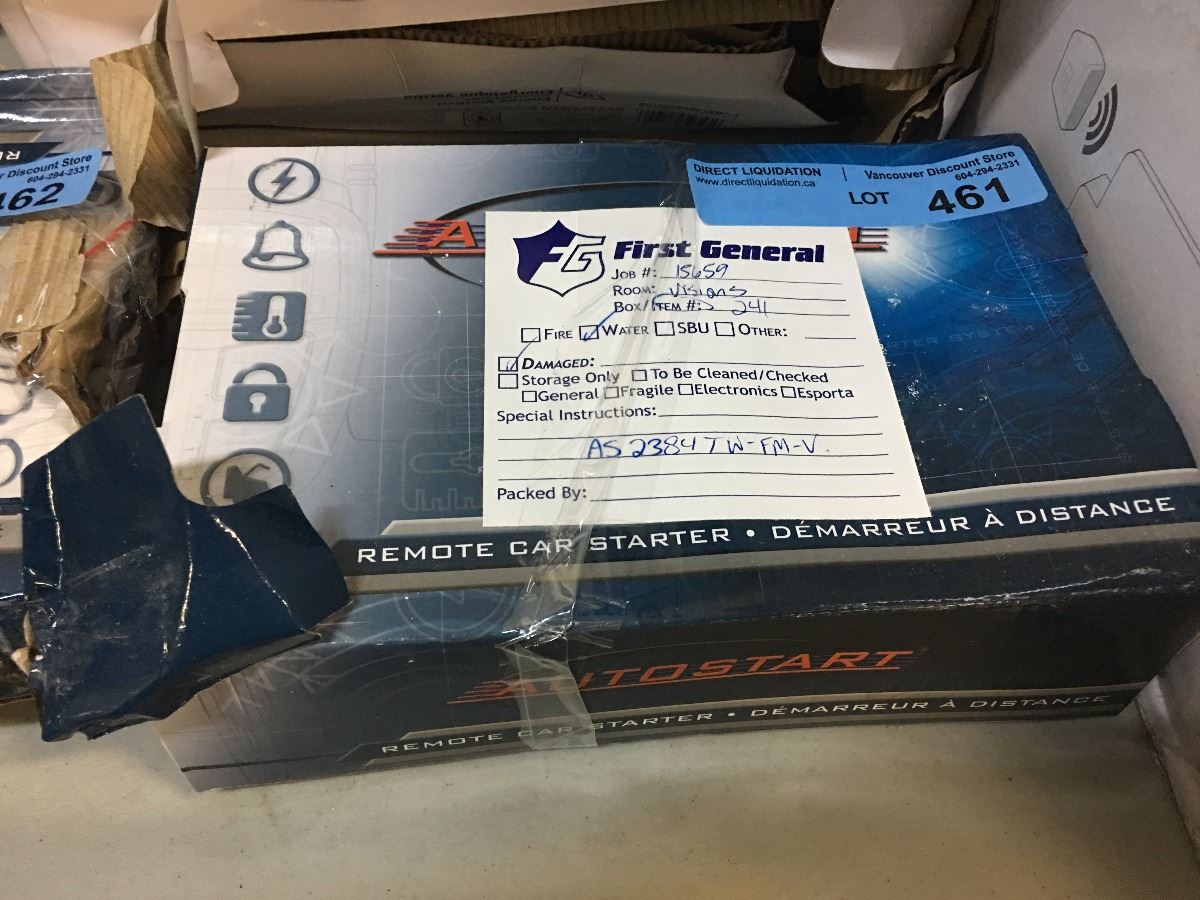 DIRECT LIQUIDATION | Vancouver Discount Store
www.directliquidation.ca 604-294-2331
LOT 461
Discount Store
604-294-2331
462
FG First General
JOB #: 15659
ROOM: Visions
BOX/ITEM #: 241
FIRE WATER SBU OTHER:
DAMAGED:
Storage Only To Be Cleaned/Checked
General Fragile Electronics Esporta
Special Instructions:
AS 2384 TW-FM-V
Packed By:
REMOTE CAR STARTER • DÉMARREUR À DISTANCE
AUTOSTART
REMOTE CAR STARTER • DÉMARREUR À DISTANCE